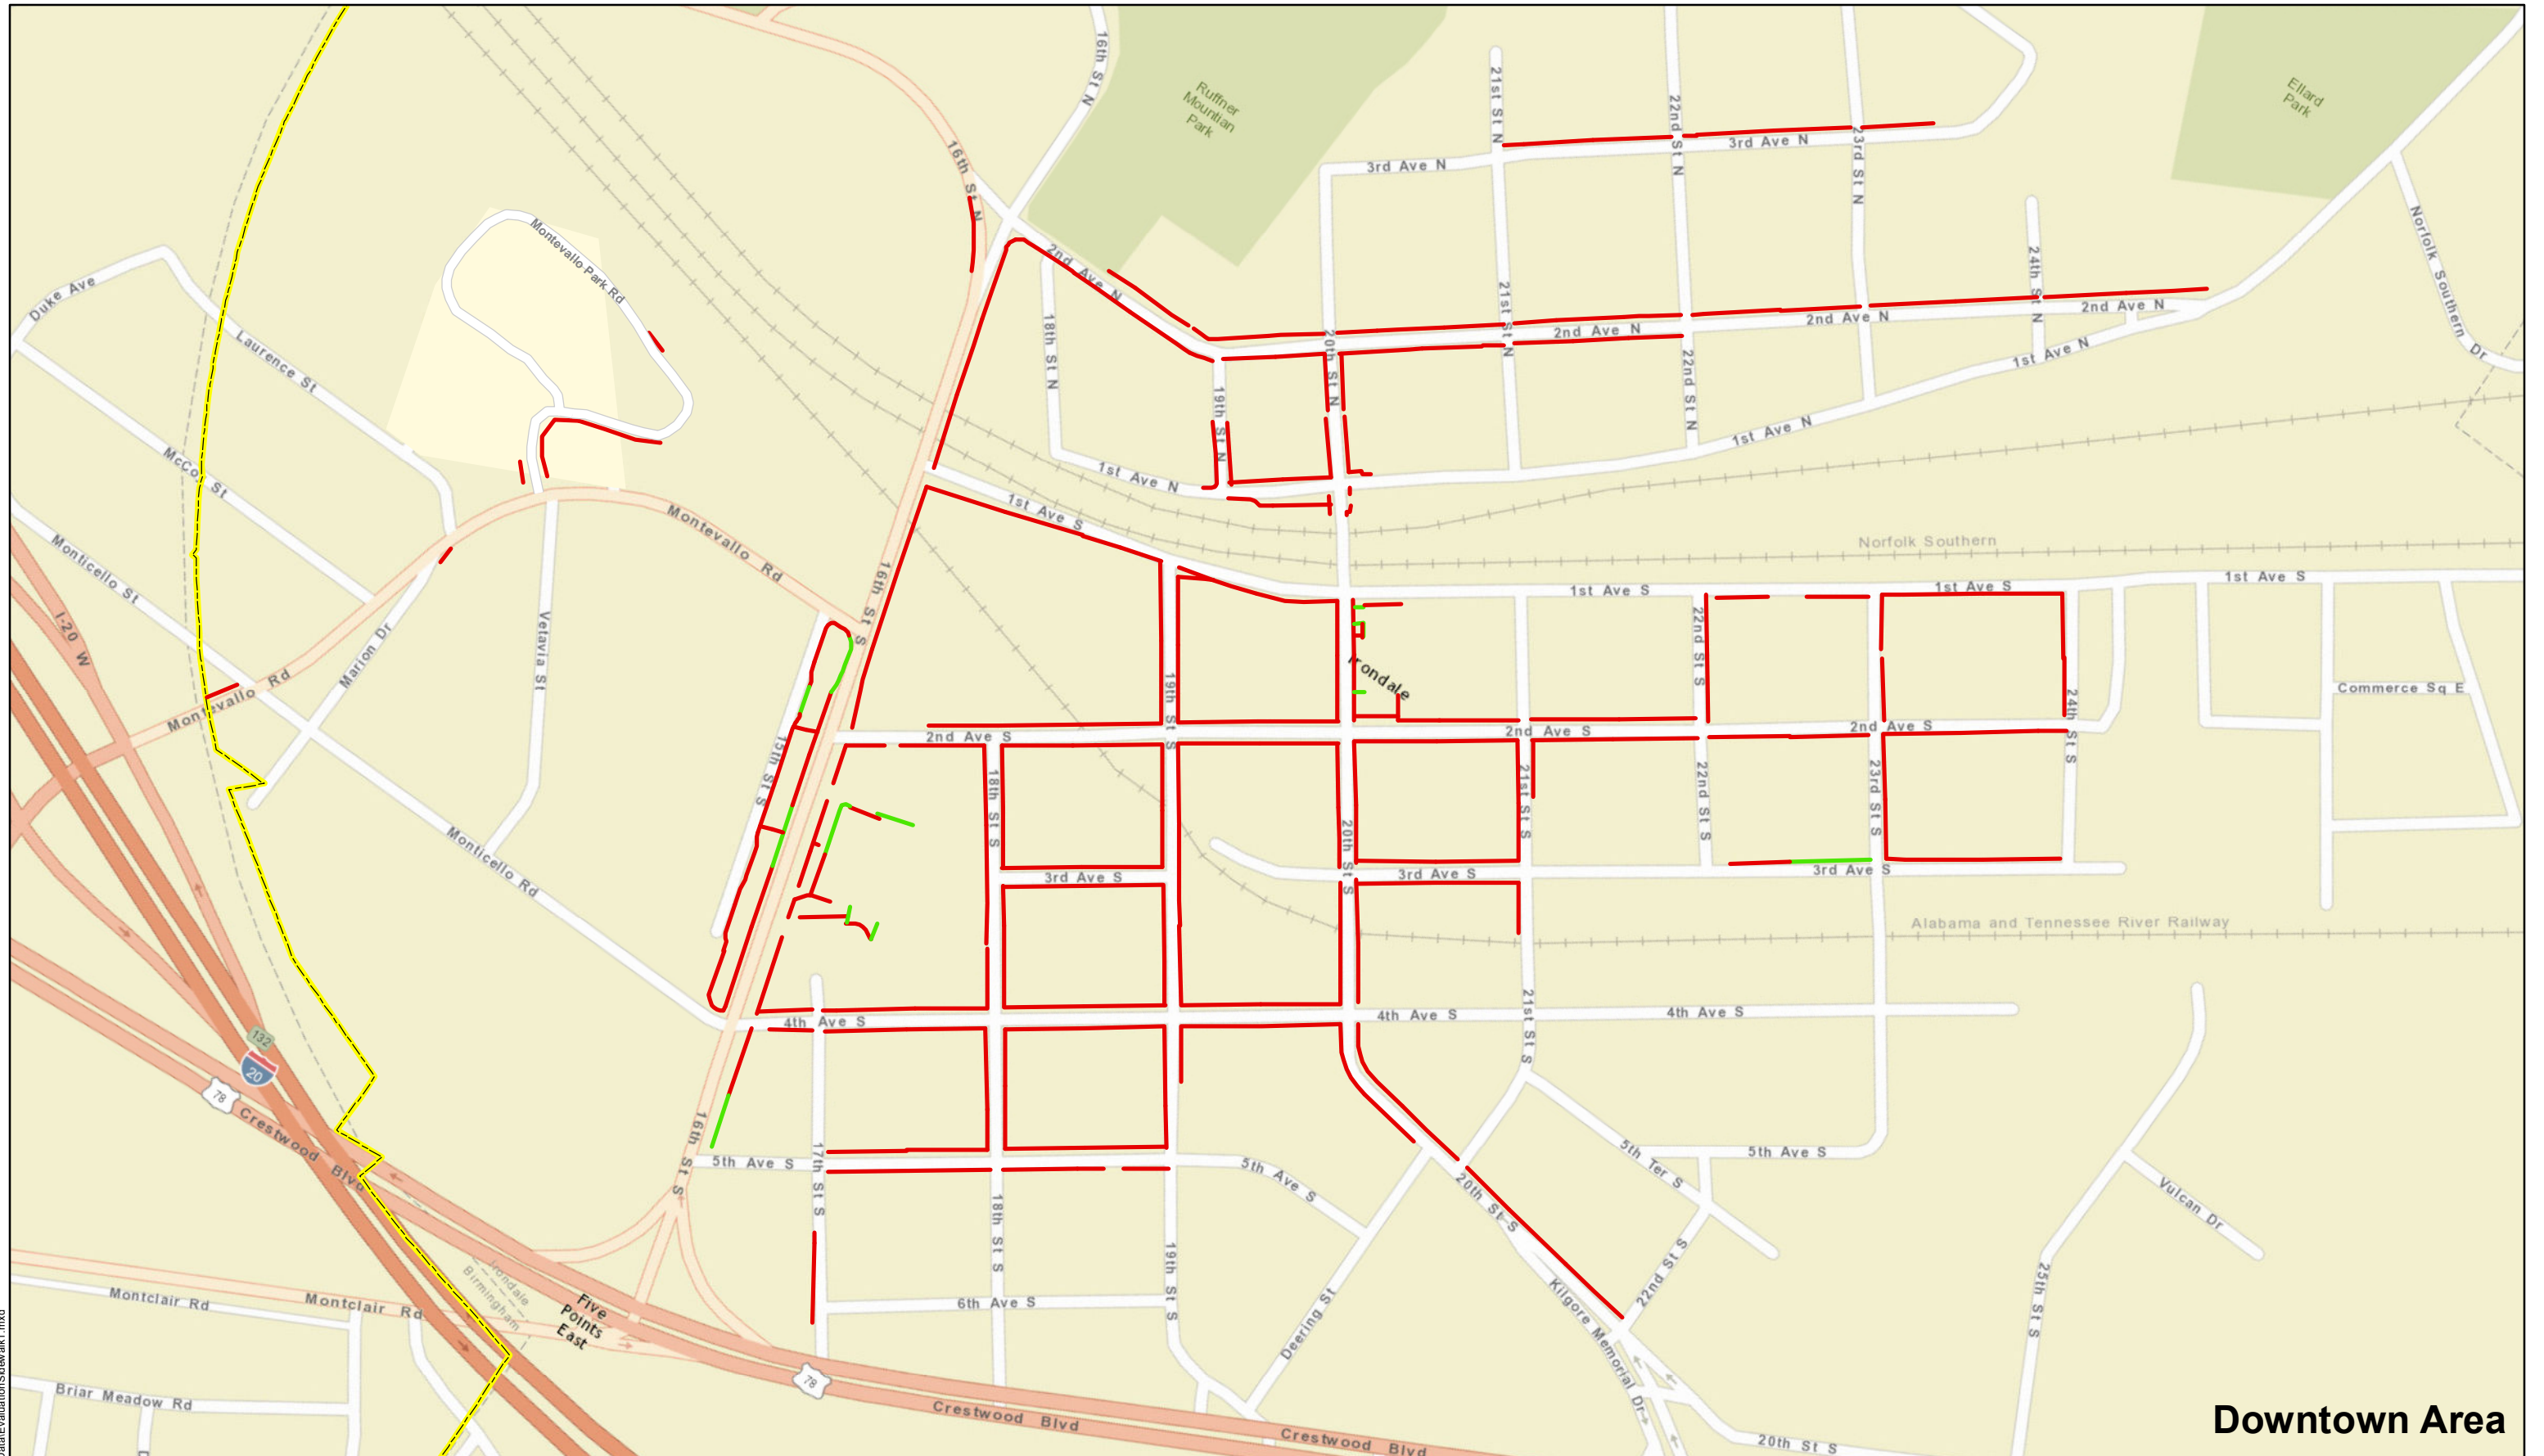 16th St N
16th St N
Ruffner
Mountian
Park
21st St N
22nd St N
3rd Ave N
23rd St N
3rd Ave N
Ellard
Park
Norfolk Southern Dr
Montevallo Park Rd
Duke Ave
Laurence St
2nd Ave N
18th St N
19th St N
20th St N
21st St N
2nd Ave N
22nd St N
2nd Ave N
24th St N
2nd Ave N
1st Ave N
1st Ave N
1st Ave N
McCoy St
Monticello St
Montevallo Rd
1st Ave S
16th St S
Norfolk Southern
1st Ave S
1st Ave S
1st Ave S
I-20 W
Marion Dr
Vetavia St
Montevallo Rd
Irondale
22nd St S
19th St S
24th St S
Commerce Sq E
15th St S
2nd Ave S
2nd Ave S
2nd Ave S
18th St S
20th St S
21st St S
22nd St S
23rd St S
Monticello Rd
3rd Ave S
3rd Ave S
3rd Ave S
Alabama and Tennessee River Railway
4th Ave S
4th Ave S
4th Ave S
21st St S
132
20
78
Crestwood Blvd
16th St S
5th Ave S
17th St S
18th St S
19th St S
5th Ave S
20th St S
5th Ter S
5th Ave S
22nd St S
Vulcan Dr
25th St S
Irondale
Birmingham
Montclair Rd
Montclair Rd
Five
Points
East
6th Ave S
Deering St
Kilgore Memorial Dr
78
Briar Meadow Rd
Crestwood Blvd
Crestwood Blvd
20th St S
Downtown Area